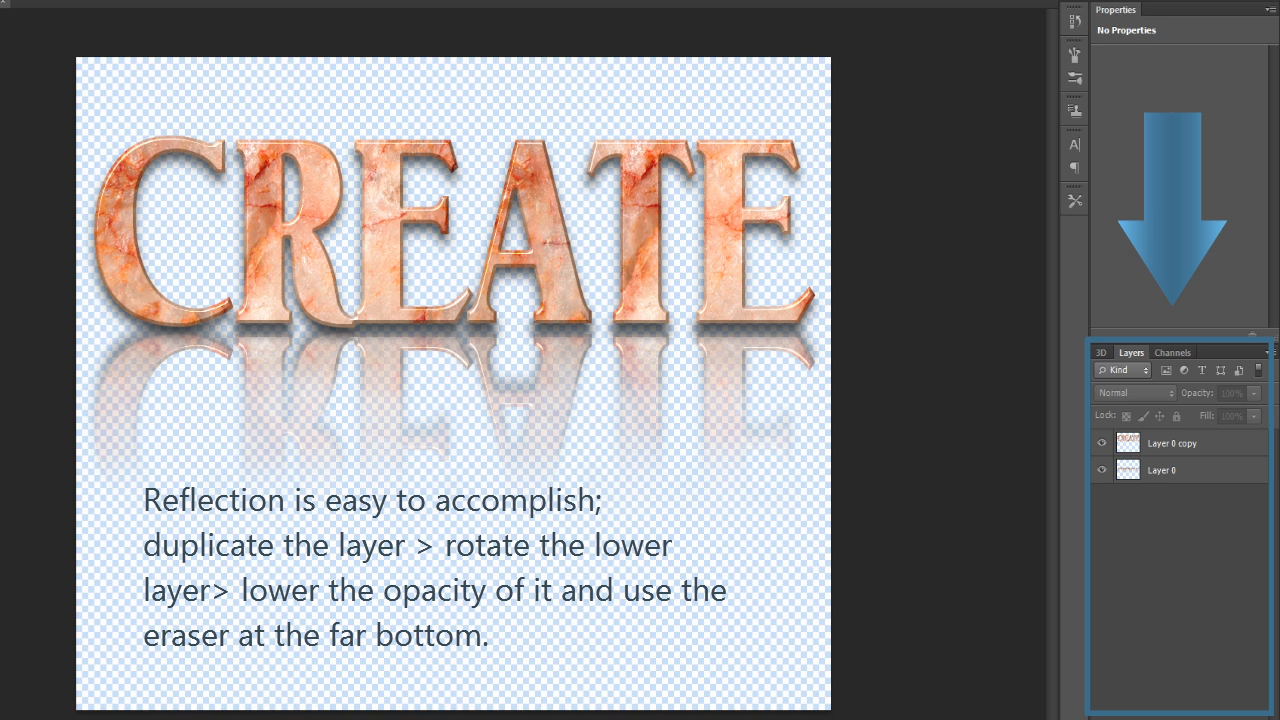 Properties
No Properties
CREATE
Reflection is easy to accomplish;
duplicate the layer > rotate the lower
layer> lower the opacity of it and use the
eraser at the far bottom.
3D Layers Channels
Kind
Normal Opacity: 100%
Lock: Fill: 100%
Layer 0 copy
Layer 0